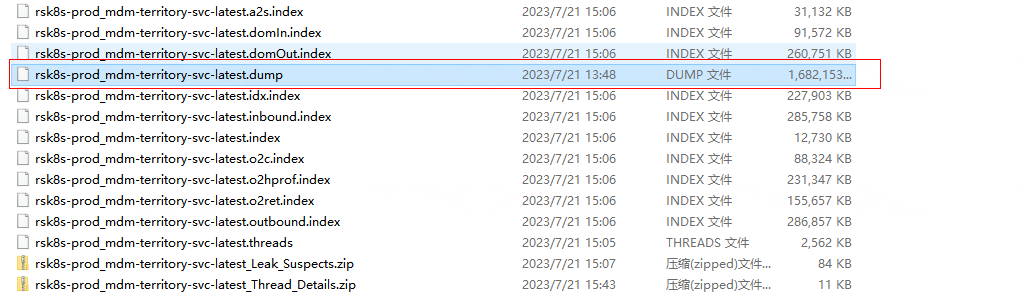 rsk8s-prod_mdm-territory-svc-latest.a2s.index 2023/7/21 15:06 INDEX 文件 31,132 KB
rsk8s-prod_mdm-territory-svc-latest.domIn.index 2023/7/21 15:06 INDEX 文件 91,572 KB
rsk8s-prod_mdm-territory-svc-latest.domOut.index 2023/7/21 15:06 INDEX 文件 260,751 KB
rsk8s-prod_mdm-territory-svc-latest.dump 2023/7/21 13:48 DUMP 文件 1,682,153...
rsk8s-prod_mdm-territory-svc-latest.idx.index 2023/7/21 15:06 INDEX 文件 227,903 KB
rsk8s-prod_mdm-territory-svc-latest.inbound.index 2023/7/21 15:06 INDEX 文件 285,758 KB
rsk8s-prod_mdm-territory-svc-latest.index 2023/7/21 15:06 INDEX 文件 12,730 KB
rsk8s-prod_mdm-territory-svc-latest.o2c.index 2023/7/21 15:06 INDEX 文件 88,324 KB
rsk8s-prod_mdm-territory-svc-latest.o2hprof.index 2023/7/21 15:06 INDEX 文件 231,347 KB
rsk8s-prod_mdm-territory-svc-latest.o2ret.index 2023/7/21 15:06 INDEX 文件 155,657 KB
rsk8s-prod_mdm-territory-svc-latest.outbound.index 2023/7/21 15:06 INDEX 文件 286,857 KB
rsk8s-prod_mdm-territory-svc-latest.threads 2023/7/21 15:05 THREADS 文件 2,562 KB
rsk8s-prod_mdm-territory-svc-latest_Leak_Suspects.zip 2023/7/21 15:07 压缩(zipped)文件... 84 KB
rsk8s-prod_mdm-territory-svc-latest_Thread_Details.zip 2023/7/21 15:43 压缩(zipped)文件... 11 KB